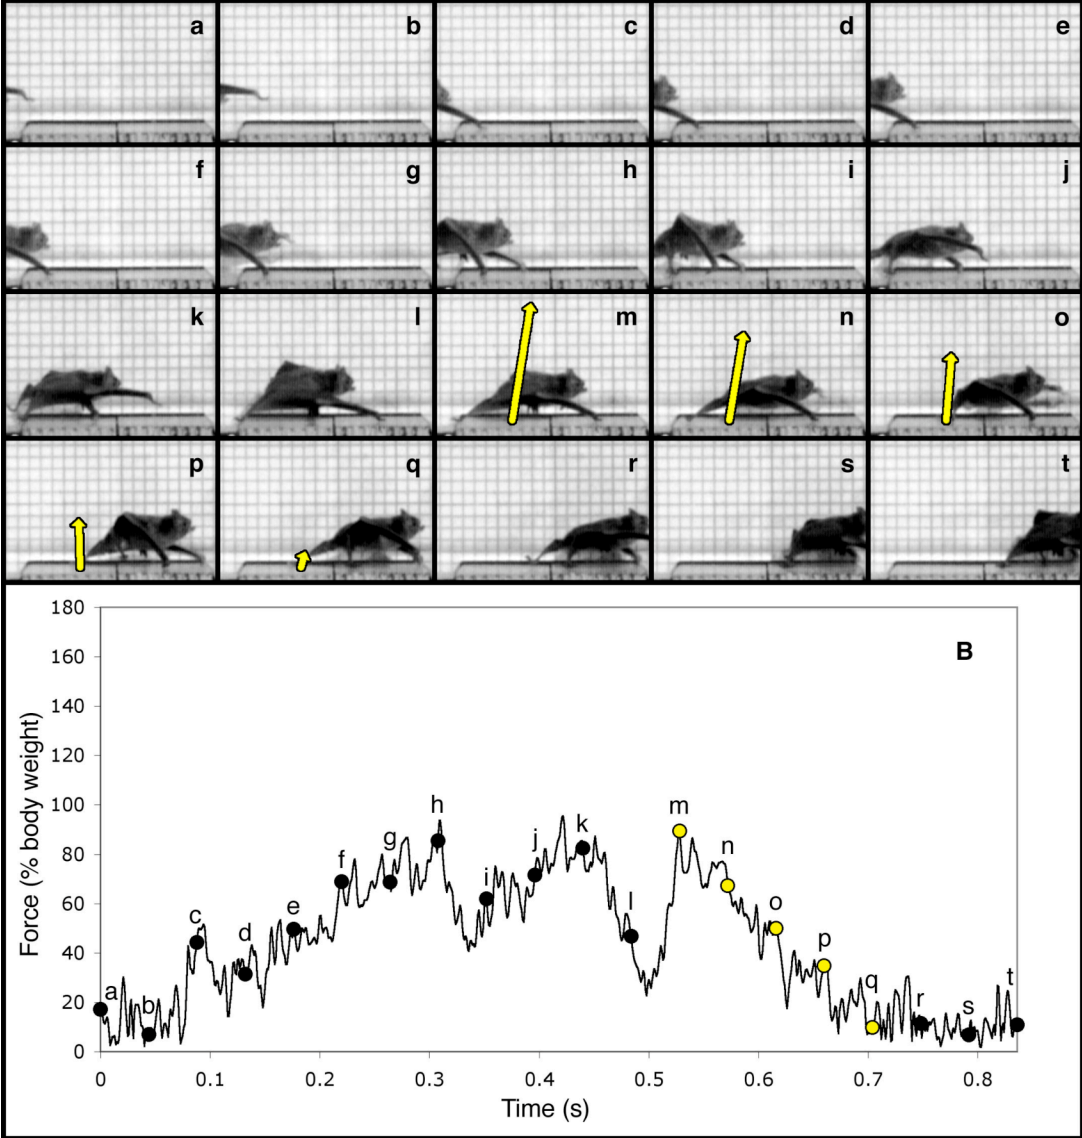 a b c d e
f g h i j
k l m n o
p q r s t
B
Force (% body weight)
180
160
140
120
100
80
60
40
20
0
a b c d e f g h i j k l m n o p q r s t
0 0.1 0.2 0.3 0.4 0.5 0.6 0.7 0.8
Time (s)